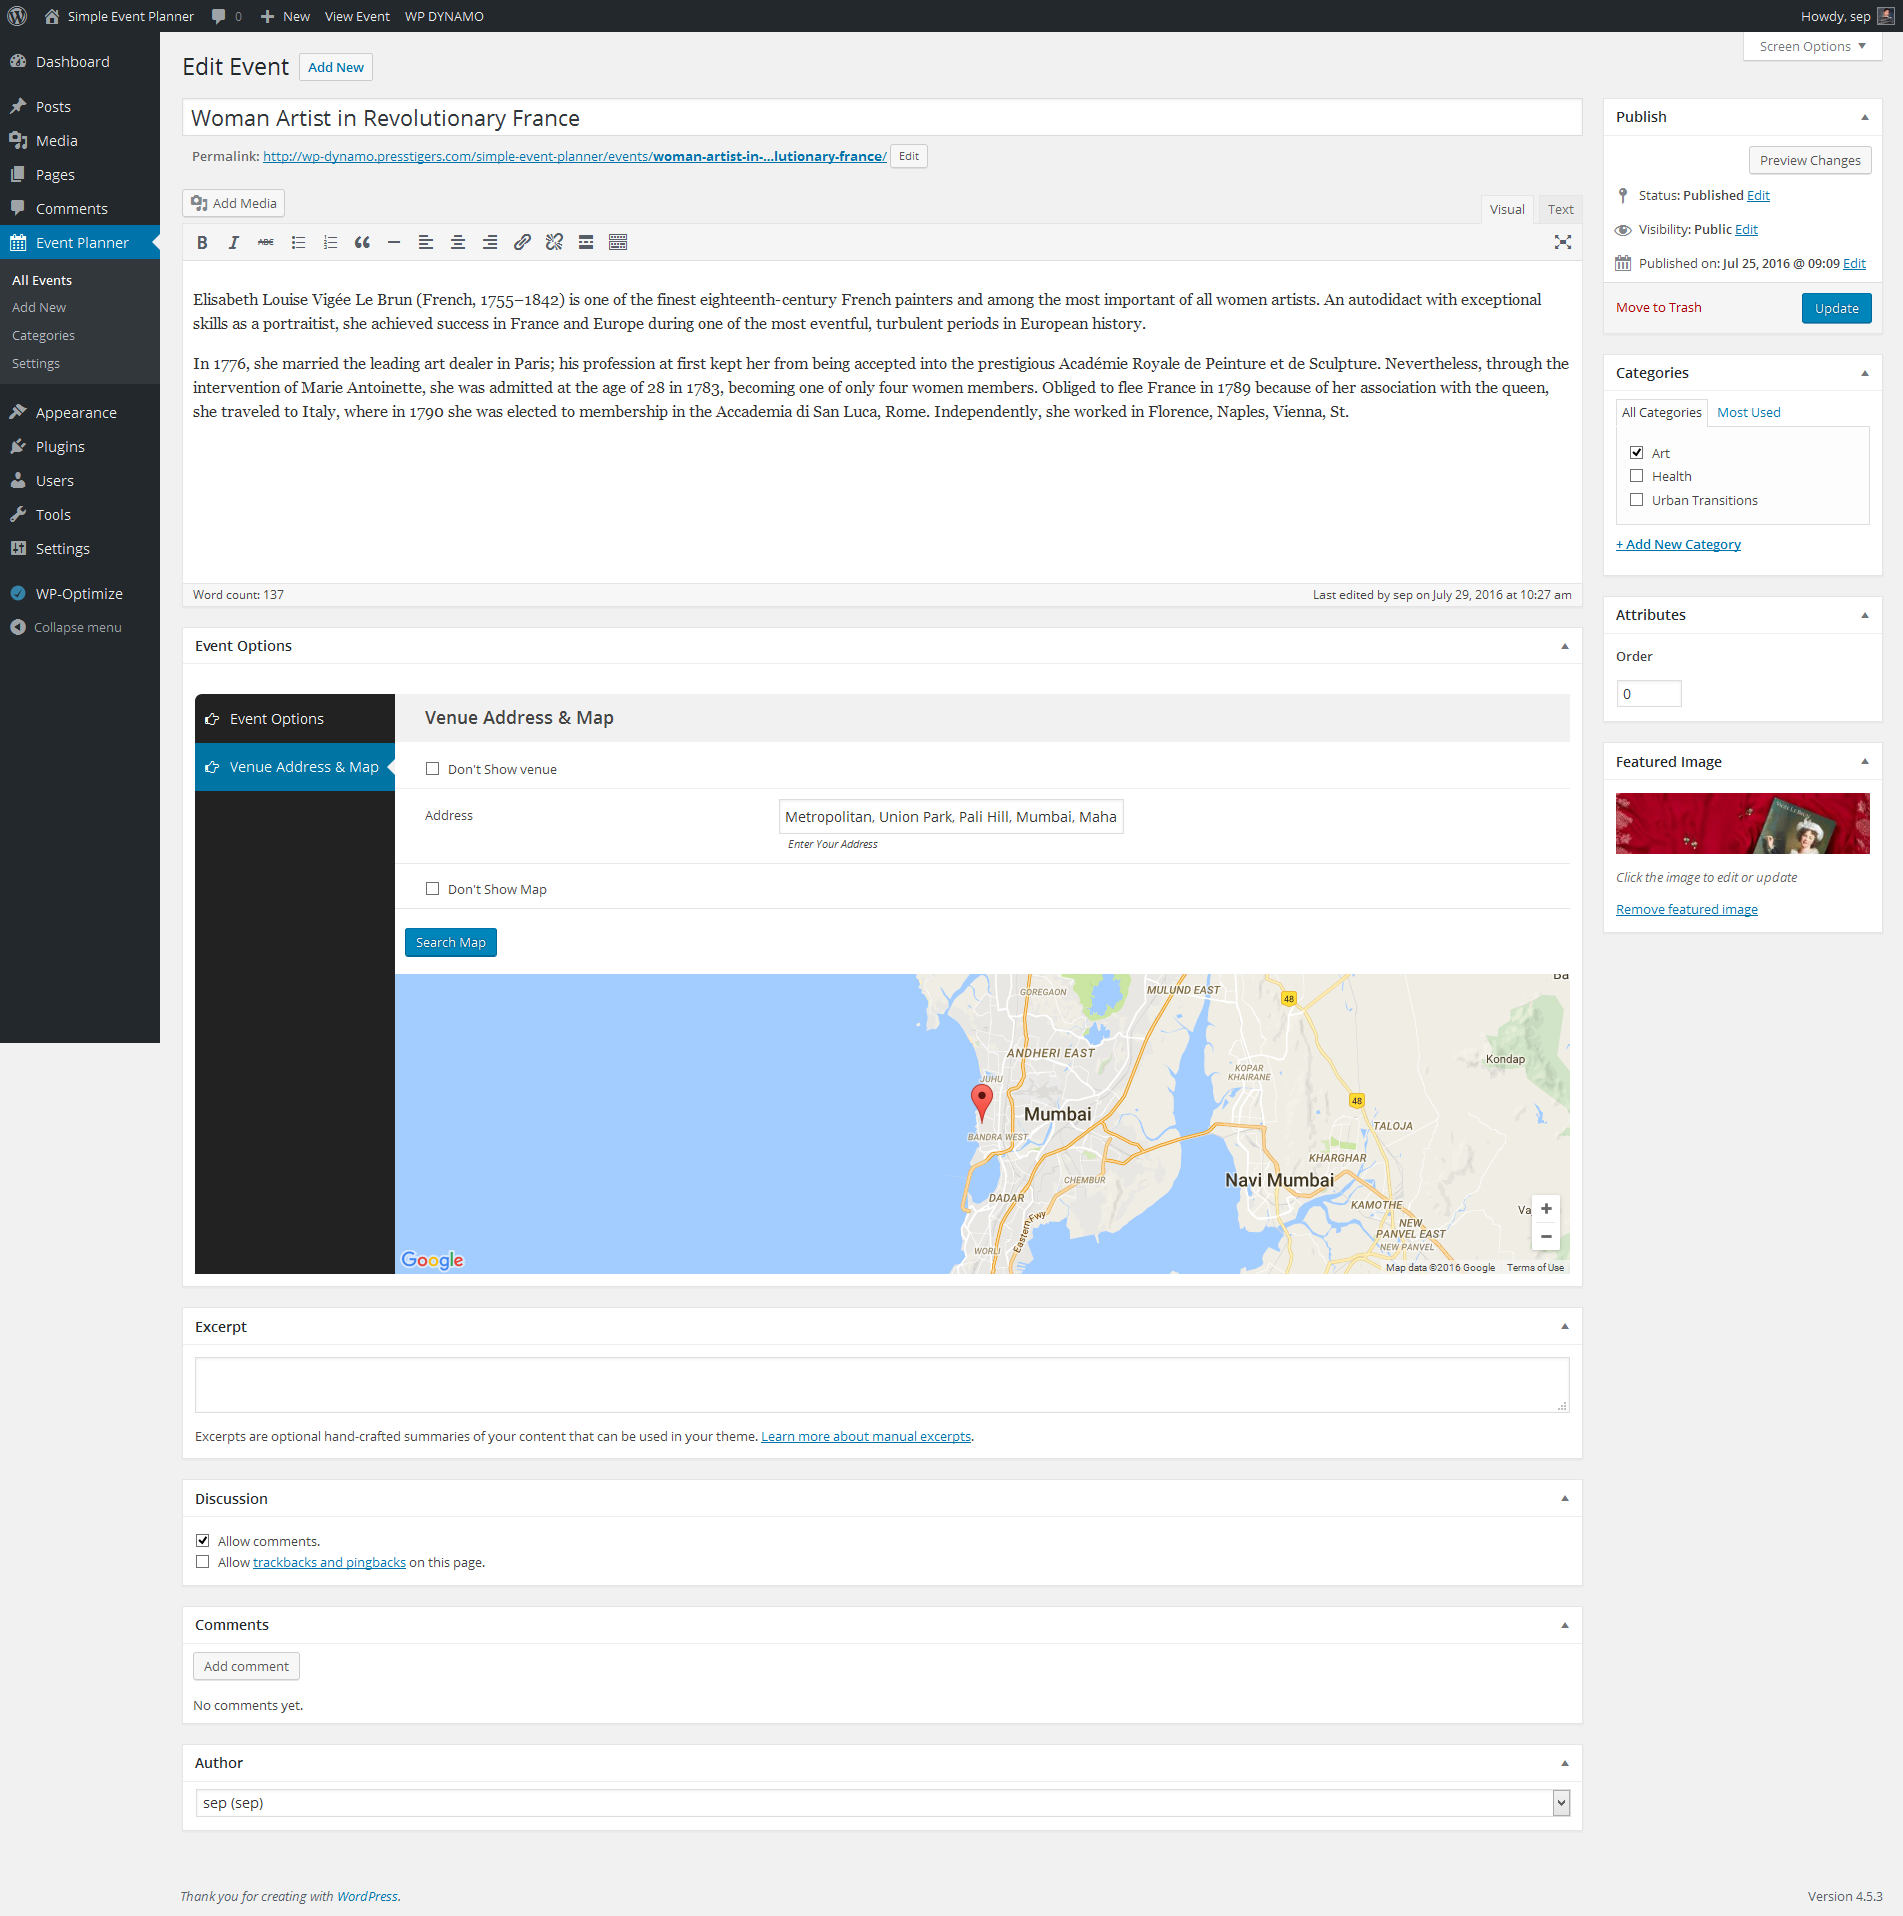 Simple Event Planner 0 New View Event WP DYNAMO Howdy, sep
Screen Options
Dashboard
Posts
Media
Pages
Comments
Event Planner
All Events
Add New
Categories
Settings
Appearance
Plugins
Users
Tools
Settings
WP-Optimize
Collapse menu
Edit Event Add New
Woman Artist in Revolutionary France
Permalink: http://wp-dynamo.presstigers.com/simple-event-planner/events/woman-artist-in-...lutionary-france/ Edit
Add Media
Visual Text
B I ABC
Elisabeth Louise Vigée Le Brun (French, 1755–1842) is one of the finest eighteenth-century French painters and among the most important of all women artists. An autodidact with exceptional
skills as a portraitist, she achieved success in France and Europe during one of the most eventful, turbulent periods in European history.
In 1776, she married the leading art dealer in Paris; his profession at first kept her from being accepted into the prestigious Académie Royale de Peinture et de Sculpture. Nevertheless, through the
intervention of Marie Antoinette, she was admitted at the age of 28 in 1783, becoming one of only four women members. Obliged to flee France in 1789 because of her association with the queen,
she traveled to Italy, where in 1790 she was elected to membership in the Accademia di San Luca, Rome. Independently, she worked in Florence, Naples, Vienna, St.
Word count: 137 Last edited by sep on July 29, 2016 at 10:27 am
Event Options
Event Options
Venue Address & Map
Venue Address & Map
Don't Show venue
Address
Metropolitan, Union Park, Pali Hill, Mumbai, Maha
Enter Your Address
Don't Show Map
Search Map
Ba
GOREGAON
MULUND EAST
48
ANDHERI EAST
Kondap
KOPAR
KHAIRANE
JUHU
48
Mumbai
TALOJA
BANDRA WEST
KHARGHAR
CHEMBUR
Navi Mumbai
DADAR
KAMOTHE
Va
Eastern Fwy
NEW
PANVEL EAST
NEW PANVEL
WORLI
Google
Map data ©2016 Google Terms of Use
Excerpt
Excerpts are optional hand-crafted summaries of your content that can be used in your theme. Learn more about manual excerpts.
Discussion
Allow comments.
Allow trackbacks and pingbacks on this page.
Comments
Add comment
No comments yet.
Author
sep (sep)
Publish
Preview Changes
Status: Published Edit
Visibility: Public Edit
Published on: Jul 25, 2016 @ 09:09 Edit
Move to Trash Update
Categories
All Categories Most Used
Art
Health
Urban Transitions
+ Add New Category
Attributes
Order
0
Featured Image
Click the image to edit or update
Remove featured image
Thank you for creating with WordPress. Version 4.5.3